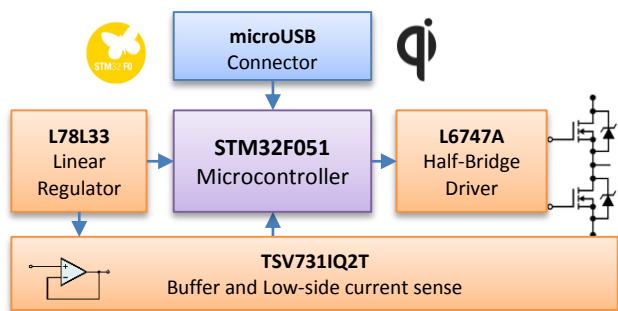 microUSB
Connector
STM32 F0
qi
L78L33
Linear
Regulator
STM32F051
Microcontroller
L6747A
Half-Bridge
Driver
TSV731IQ2T
Buffer and Low-side current sense